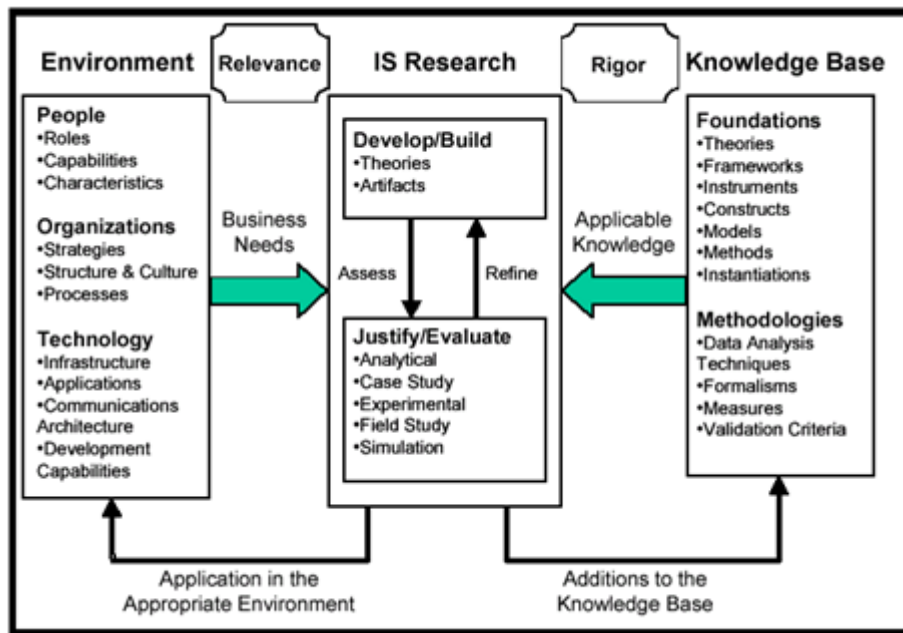 Environment
Relevance
IS Research
Rigor
Knowledge Base
People
•Roles
•Capabilities
•Characteristics
Organizations
•Strategies
•Structure & Culture
•Processes
Technology
•Infrastructure
•Applications
•Communications
Architecture
•Development
Capabilities
Business
Needs
Develop/Build
•Theories
•Artifacts
Assess
Refine
Justify/Evaluate
•Analytical
•Case Study
•Experimental
•Field Study
•Simulation
Applicable
Knowledge
Foundations
•Theories
•Frameworks
•Instruments
•Constructs
•Models
•Methods
•Instantiations
Methodologies
•Data Analysis
Techniques
•Formalisms
•Measures
•Validation Criteria
Application in the
Appropriate Environment
Additions to the
Knowledge Base